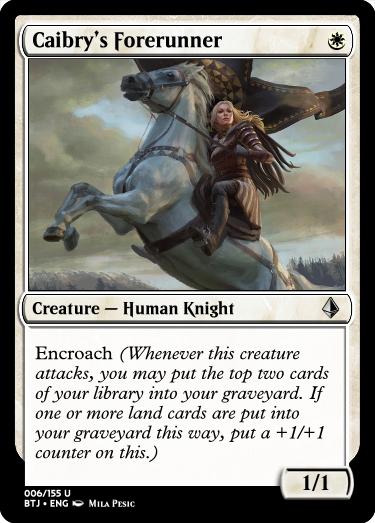 Caibry's Forerunner
Creature — Human Knight
Encroach (Whenever this creature
attacks, you may put the top two cards
of your library into your graveyard. If
one or more land cards are put into
your graveyard this way, put a +1/+1
counter on this.)
1/1
006/155 U
BTJ • ENG Mila Pesic